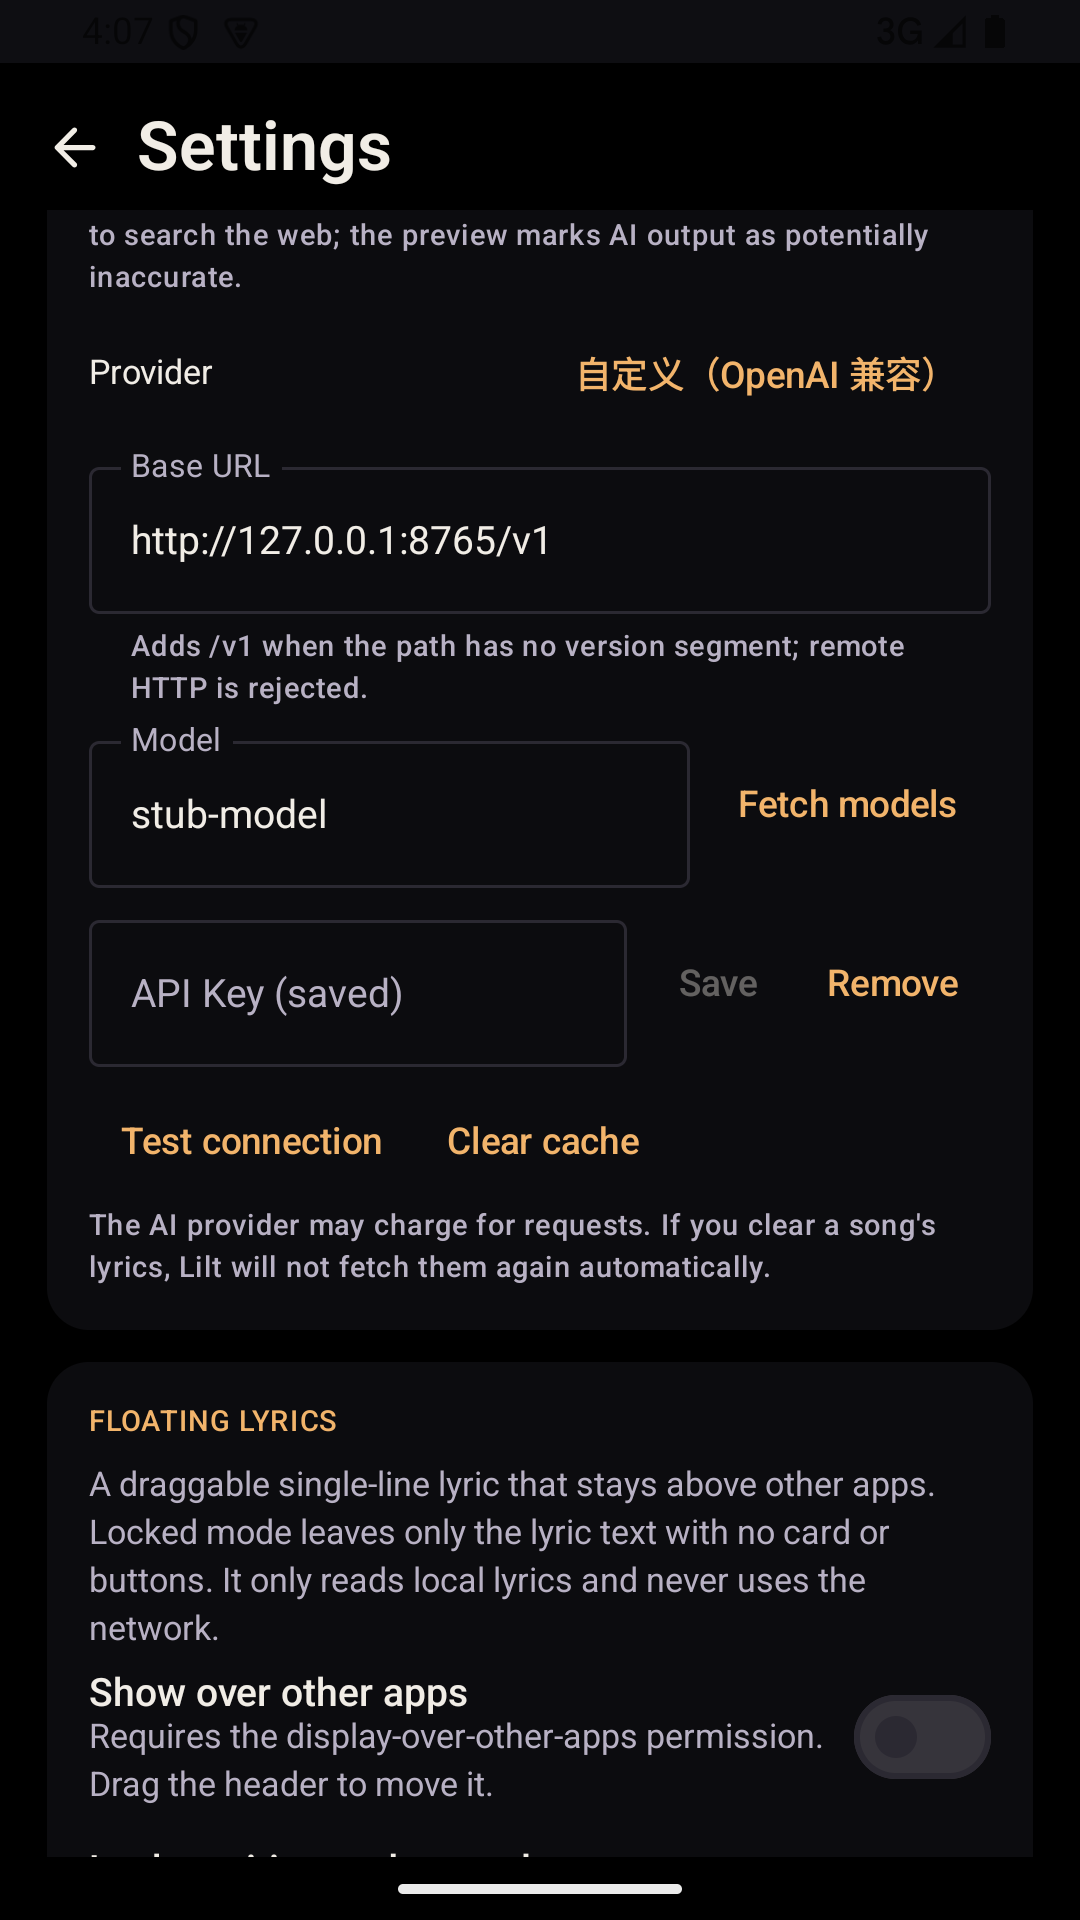 4:07
3G
Settings
to search the web; the preview marks AI output as potentially
inaccurate.
Provider
自定义（OpenAI 兼容）
Base URL
http://127.0.0.1:8765/v1
Adds /v1 when the path has no version segment; remote
HTTP is rejected.
Model
stub-model
Fetch models
API Key (saved)
Save
Remove
Test connection
Clear cache
The AI provider may charge for requests. If you clear a song's
lyrics, Lilt will not fetch them again automatically.
FLOATING LYRICS
A draggable single-line lyric that stays above other apps.
Locked mode leaves only the lyric text with no card or
buttons. It only reads local lyrics and never uses the
network.
Show over other apps
Requires the display-over-other-apps permission.
Drag the header to move it.